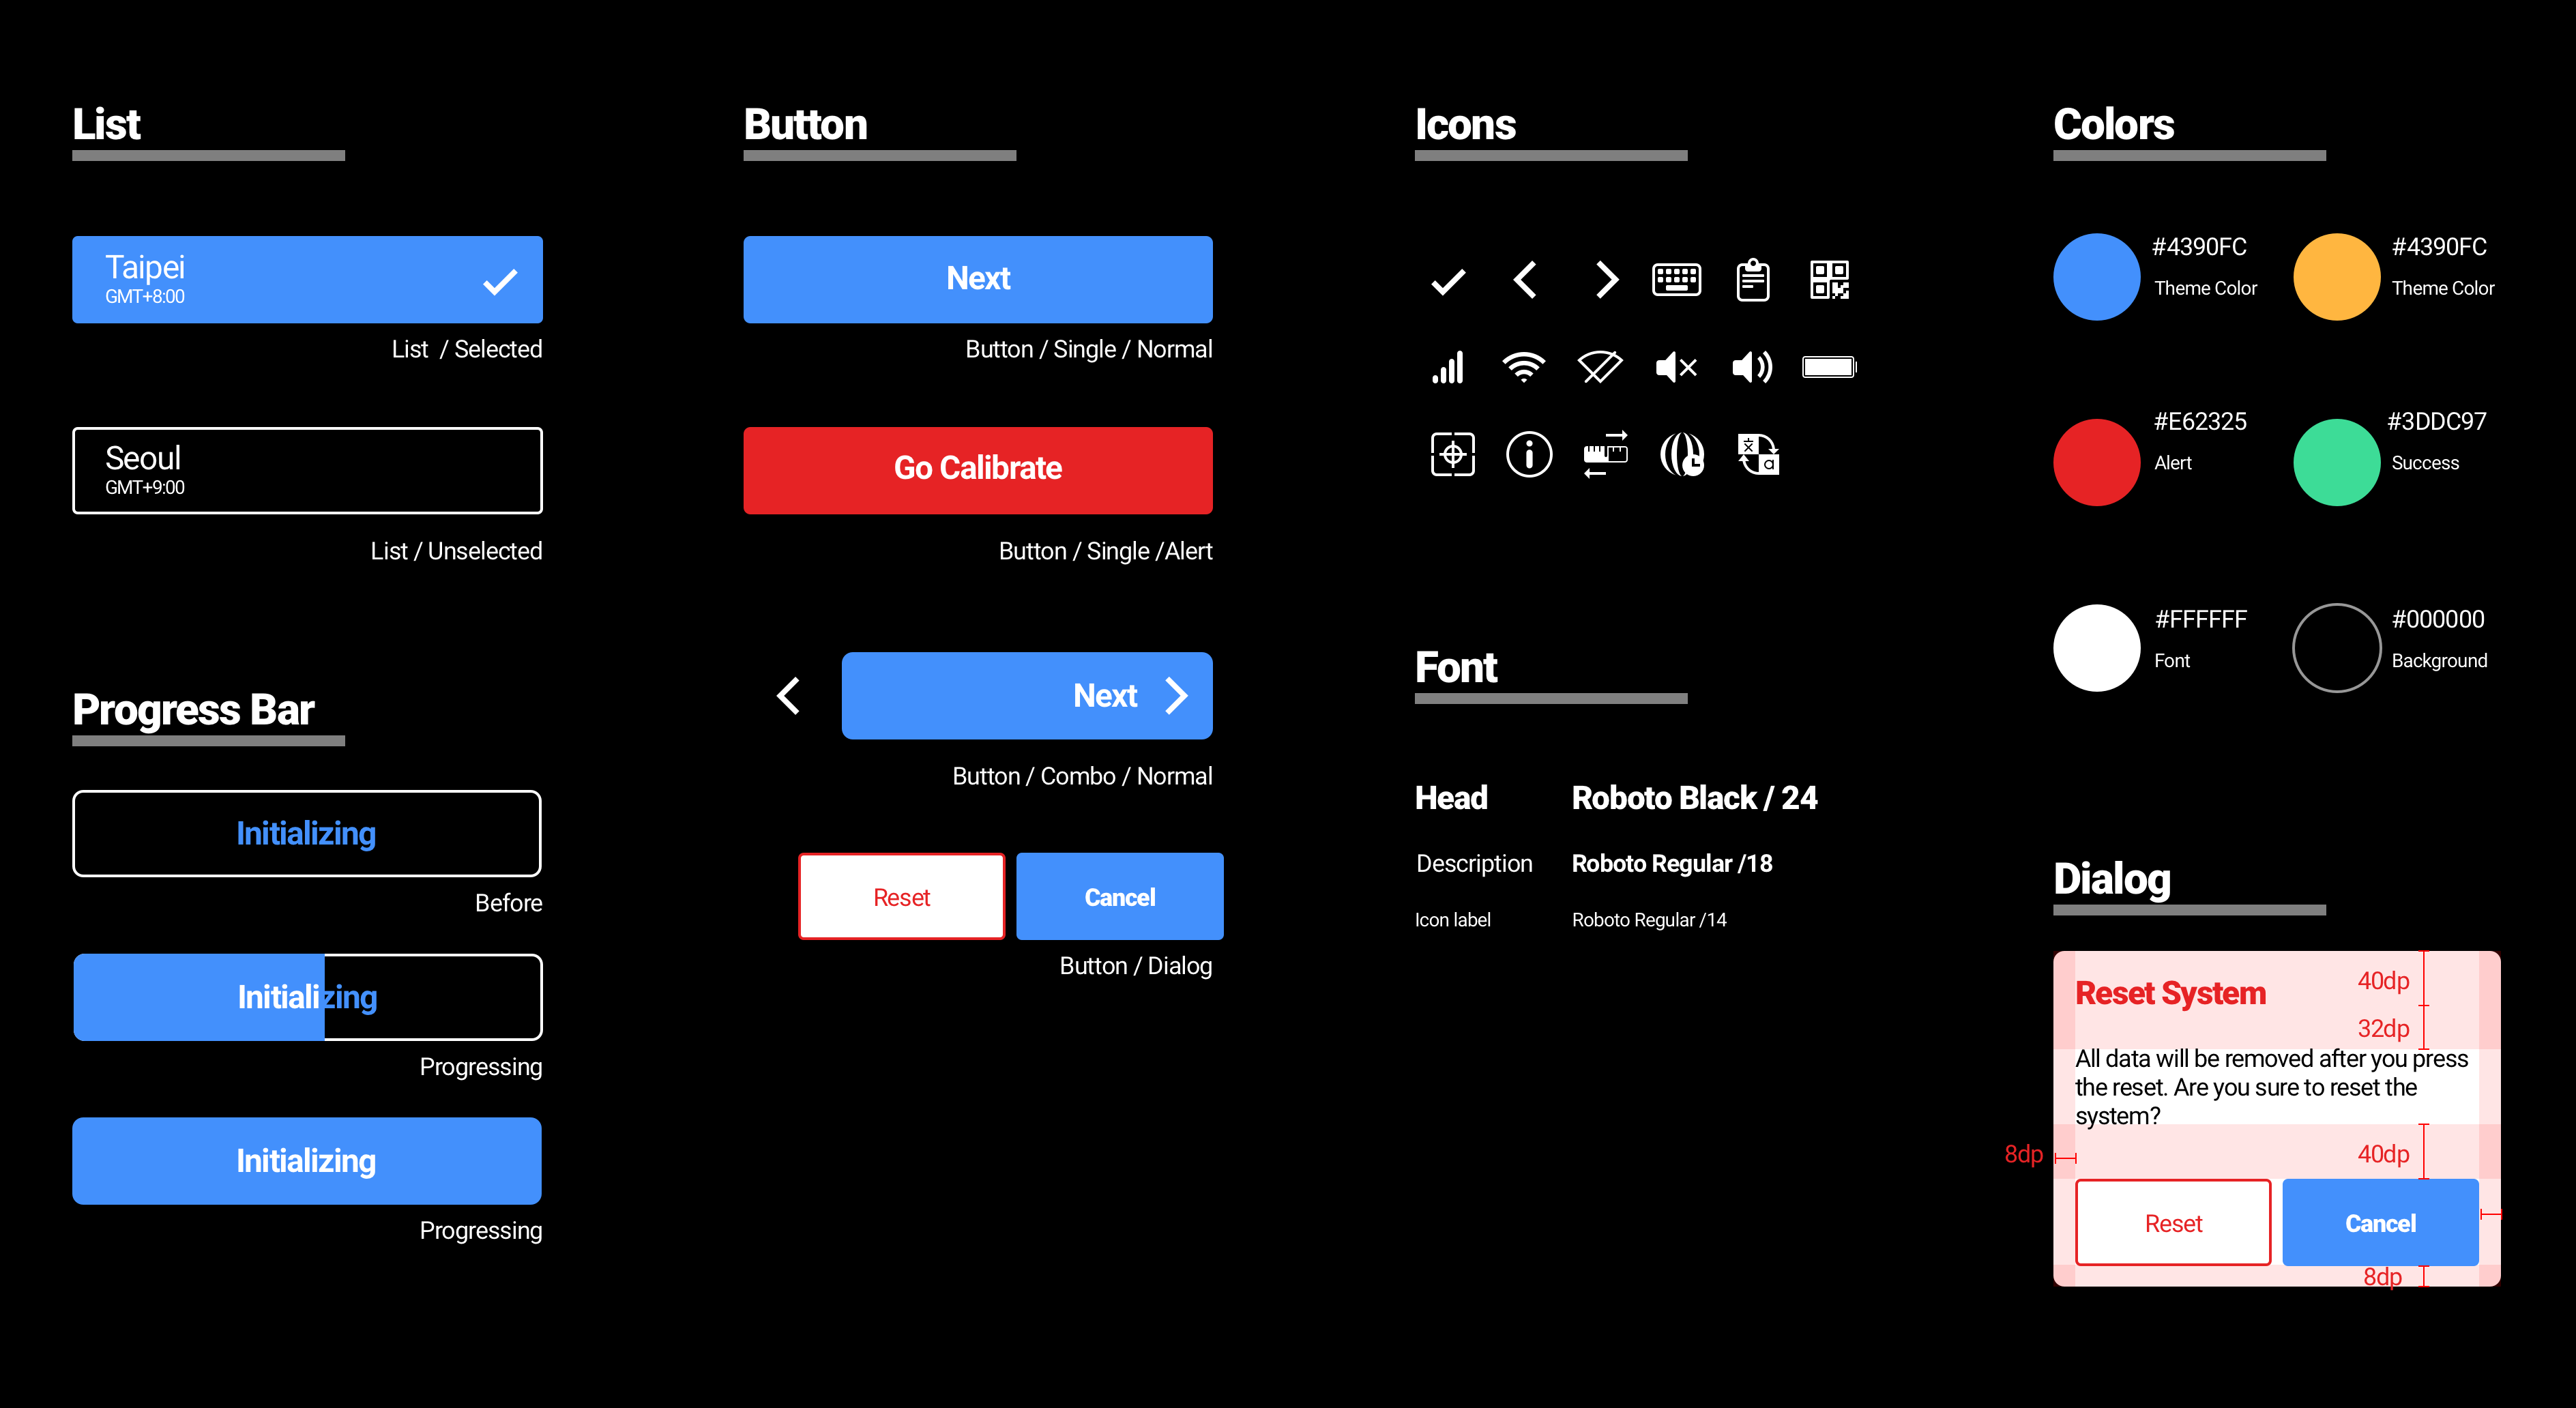 List
Taipei
GMT+8:00
List / Selected
Seoul
GMT+9:00
List / Unselected
Progress Bar
Initializing
Before
Initializing
Progressing
Initializing
Progressing
Button
Next
Button / Single / Normal
Go Calibrate
Button / Single /Alert
Next
Button / Combo / Normal
Reset
Cancel
Button / Dialog
Icons
Font
Head
Roboto Black / 24
Description
Roboto Regular /18
Icon label
Roboto Regular /14
Colors
#4390FC
Theme Color
#4390FC
Theme Color
#E62325
Alert
#3DDC97
Success
#FFFFFF
Font
#000000
Background
Dialog
40dp
Reset System
32dp
All data will be removed after you press
the reset. Are you sure to reset the
system?
8dp
40dp
Reset
Cancel
8dp